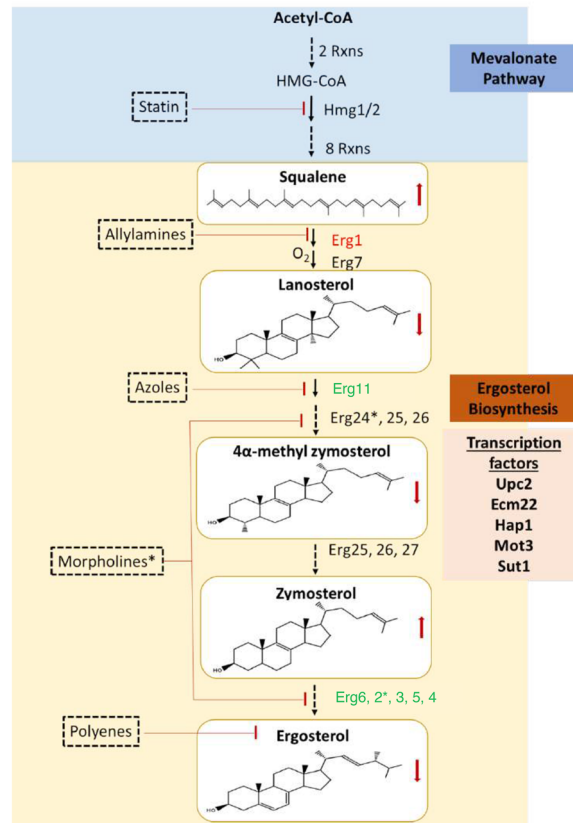 Acetyl-CoA
2 Rxns
HMG-CoA
Mevalonate
Pathway
Statin
Hmg1/2
8 Rxns
Squalene
Allylamines
Erg1
O2
Erg7
Lanosterol
HO
Azoles
Erg11
Erg24*, 25, 26
Ergosterol
Biosynthesis
Transcription
factors
Upc2
Ecm22
Hap1
Mot3
Sut1
4α-methyl zymosterol
HO
Erg25, 26, 27
Morpholines*
Zymosterol
HO
Erg6, 2*, 3, 5, 4
Polyenes
Ergosterol
HO